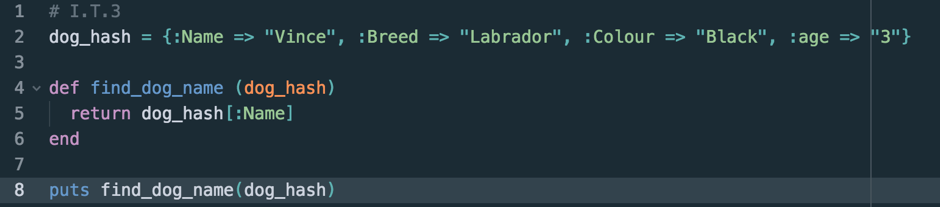 1 # I.T.3
2 dog_hash = {:Name => "Vince", :Breed => "Labrador", :Colour => "Black", :age => "3"}
3
4 def find_dog_name (dog_hash)
5 return dog_hash[:Name]
6 end
7
8 puts find_dog_name(dog_hash)